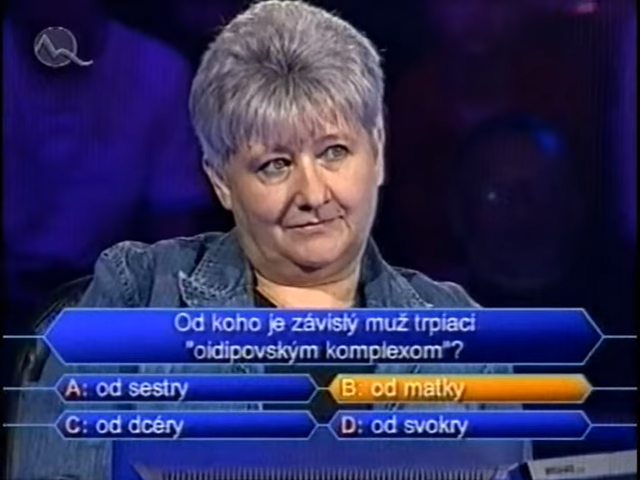 Od koho je závislý muž trpiaci
"oidipovským komplexom"?
A: od sestry
B: od matky
C: od dcéry
D: od svokry